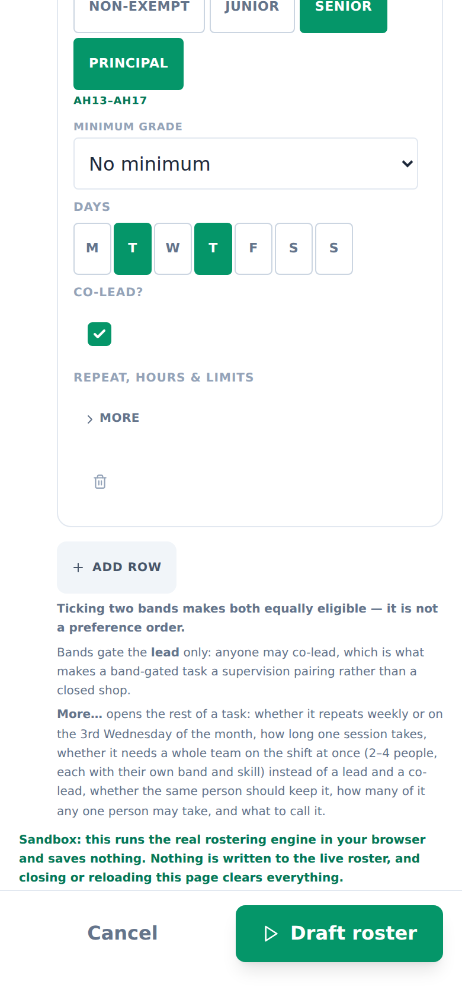 NON-EXEMPT JUNIOR SENIOR
PRINCIPAL
AH13–AH17
MINIMUM GRADE
No minimum
DAYS
M T W T F S S
CO-LEAD?
REPEAT, HOURS & LIMITS
MORE
ADD ROW
Ticking two bands makes both equally eligible — it is not
a preference order.
Bands gate the lead only: anyone may co-lead, which is what
makes a band-gated task a supervision pairing rather than a
closed shop.
More… opens the rest of a task: whether it repeats weekly or on
the 3rd Wednesday of the month, how long one session takes,
whether it needs a whole team on the shift at once (2–4 people,
each with their own band and skill) instead of a lead and a co-
lead, whether the same person should keep it, how many of it
any one person may take, and what to call it.
Sandbox: this runs the real rostering engine in your browser
and saves nothing. Nothing is written to the live roster, and
closing or reloading this page clears everything.
Cancel Draft roster